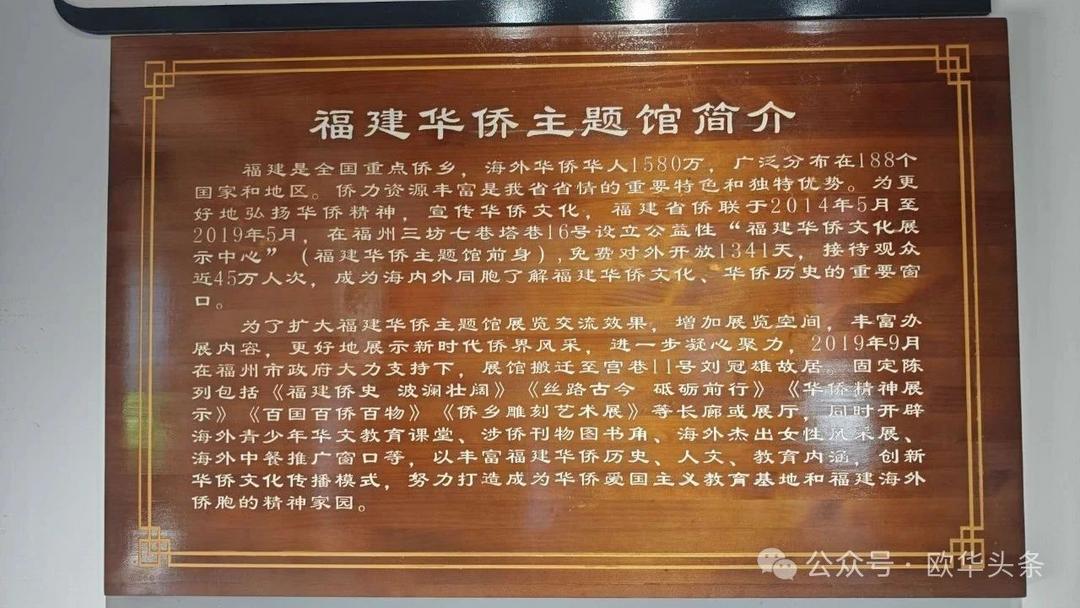 福建华侨主题馆简介
福建是全国重点侨乡，海外华侨华人1580万，广泛分布在188个
国家和地区。侨力资源丰富是我省省情的重要特色和独特优势。为更
好地弘扬华侨精神，宣传华侨文化，福建省侨联于2014年5月至
2019年5月，在福州三坊七巷塔巷16号设立公益性“福建华侨文化展
示中心”（福建华侨主题馆前身）,免费对外开放1341天，接待观众
近45万人次，成为海内外同胞了解福建华侨文化、华侨历史的重要窗
口。
为了扩大福建华侨主题馆展览交流效果，增加展览空间，丰富办
展内容，更好地展示新时代侨界风采，进一步凝心聚力，2019年9月
在福州市政府大力支持下，展馆搬迁至宫巷11号刘冠雄故居。固定陈
列包括《福建侨史 波澜壮阔》《丝路古今 砥砺前行》《华侨精神展
示》《百国百侨百物》《侨乡雕刻艺术展》等长廊或展厅，同时开辟
海外青少年华文教育课堂、涉侨刊物图书角、海外杰出女性风采展、
海外中餐推广窗口等，以丰富福建华侨历史、人文、教育内涵，创新
华侨文化传播模式，努力打造成为华侨爱国主义教育基地和福建海外
侨胞的精神家园。
公众号·欧华头条